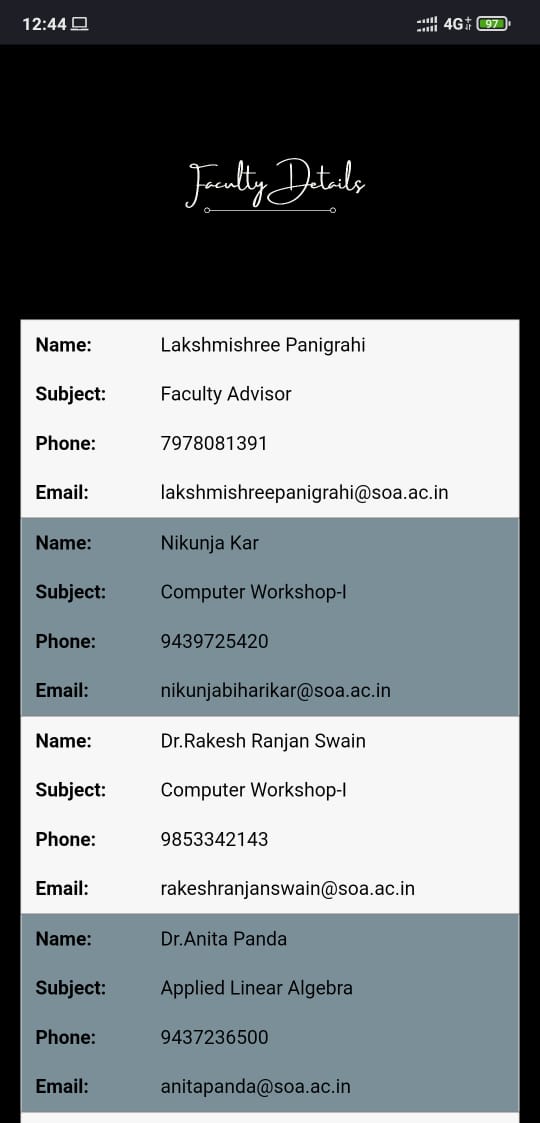 12:44 4G 97
Faculty Details
Name: Lakshmishree Panigrahi
Subject: Faculty Advisor
Phone: 7978081391
Email: lakshmishreepanigrahi@soa.ac.in
Name: Nikunja Kar
Subject: Computer Workshop-I
Phone: 9439725420
Email: nikunjabiharikar@soa.ac.in
Name: Dr.Rakesh Ranjan Swain
Subject: Computer Workshop-I
Phone: 9853342143
Email: rakeshranjanswain@soa.ac.in
Name: Dr.Anita Panda
Subject: Applied Linear Algebra
Phone: 9437236500
Email: anitapanda@soa.ac.in